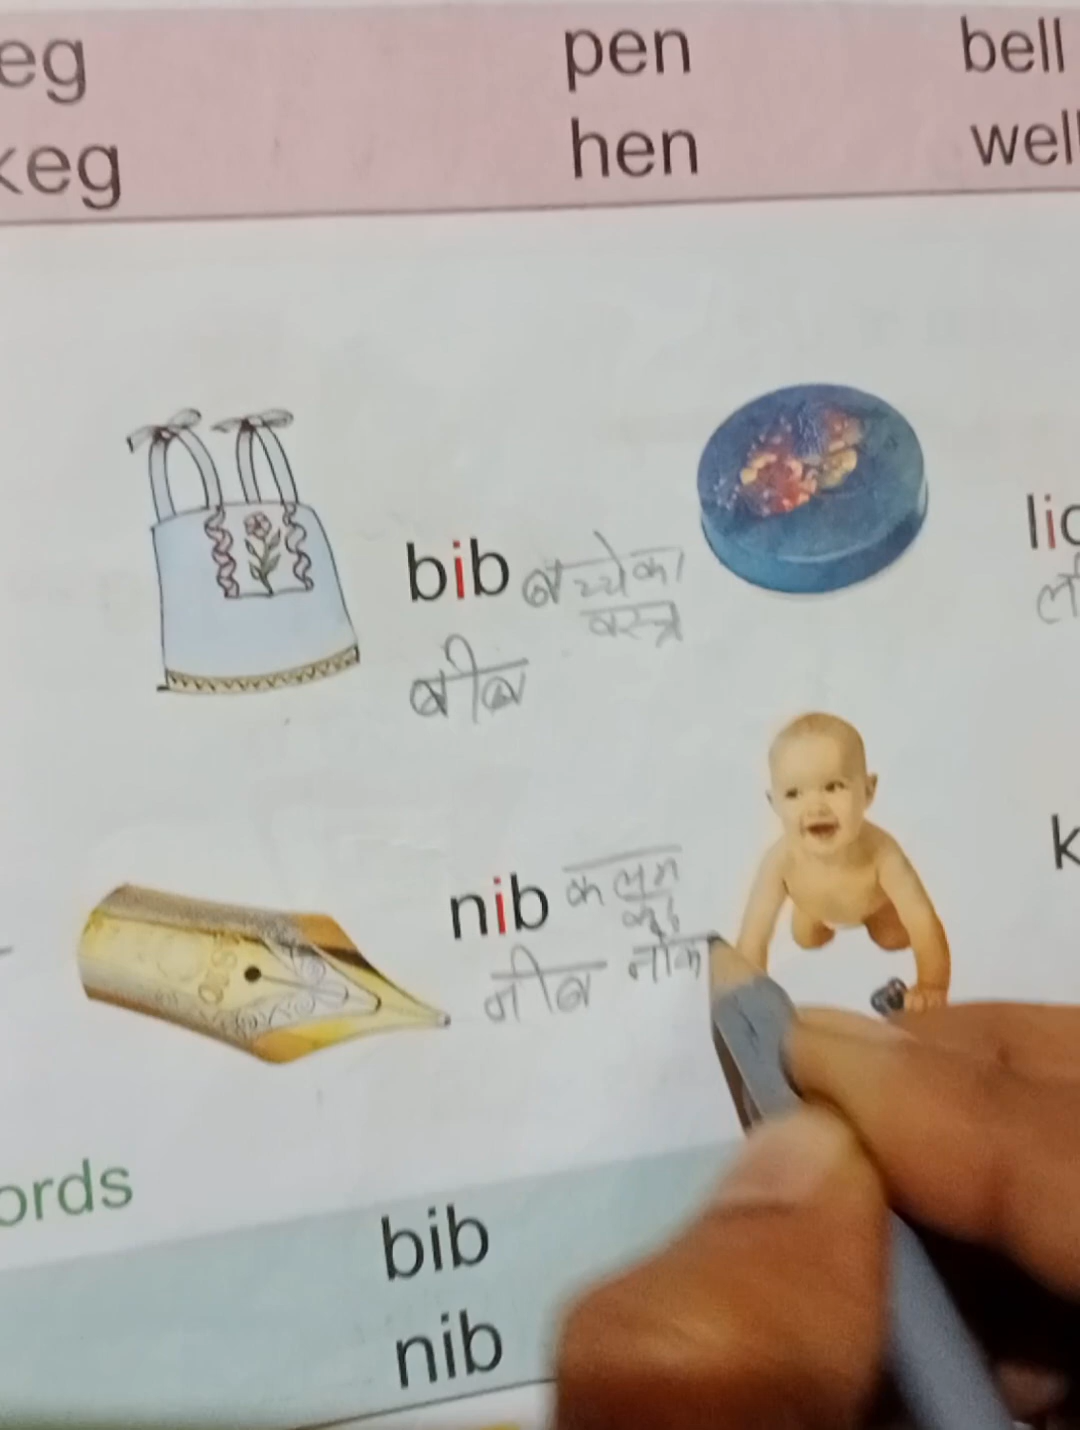 eg pen bell
keg hen well
bib बच्चे का
वस्त्र
बीब
nib कलम
की
नीब नोक
ords
bib
nib